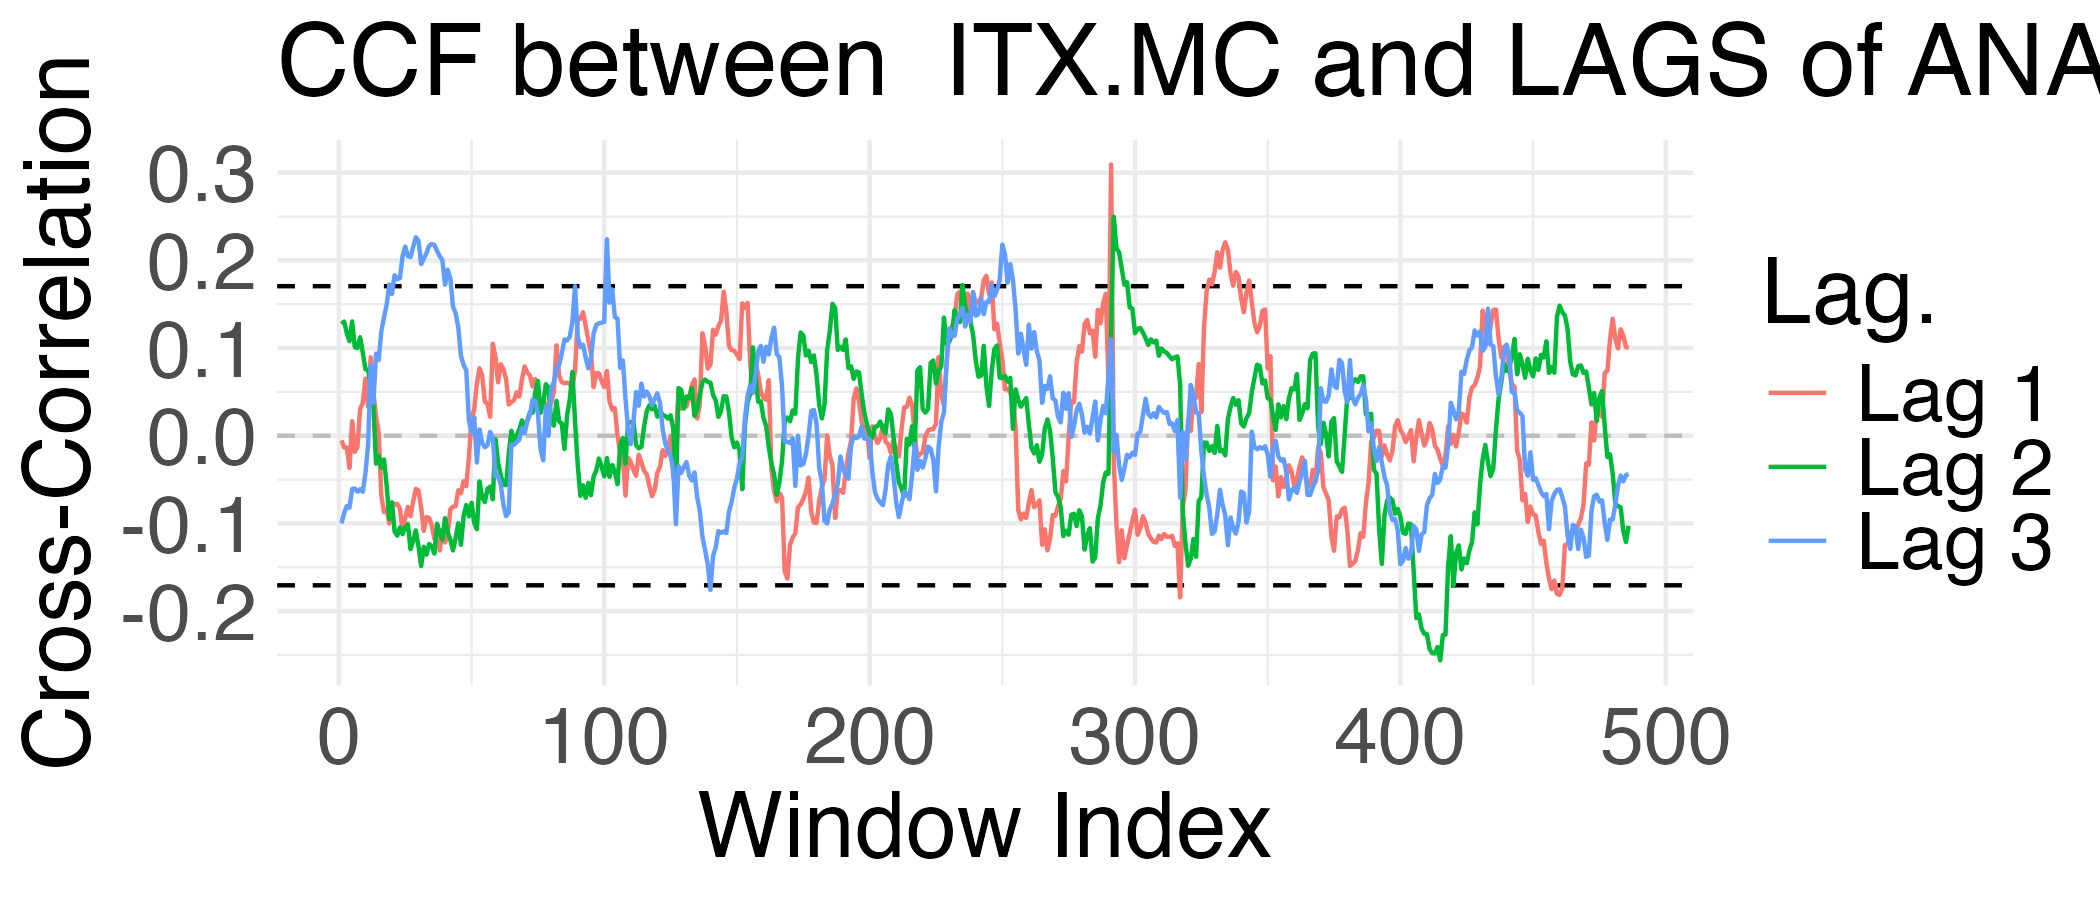 CCF between ITX.MC and LAGS of ANA
Cross-Correlation
0.3
0.2
0.1
0.0
-0.1
-0.2
0 100 200 300 400 500
Window Index
Lag.
Lag 1
Lag 2
Lag 3